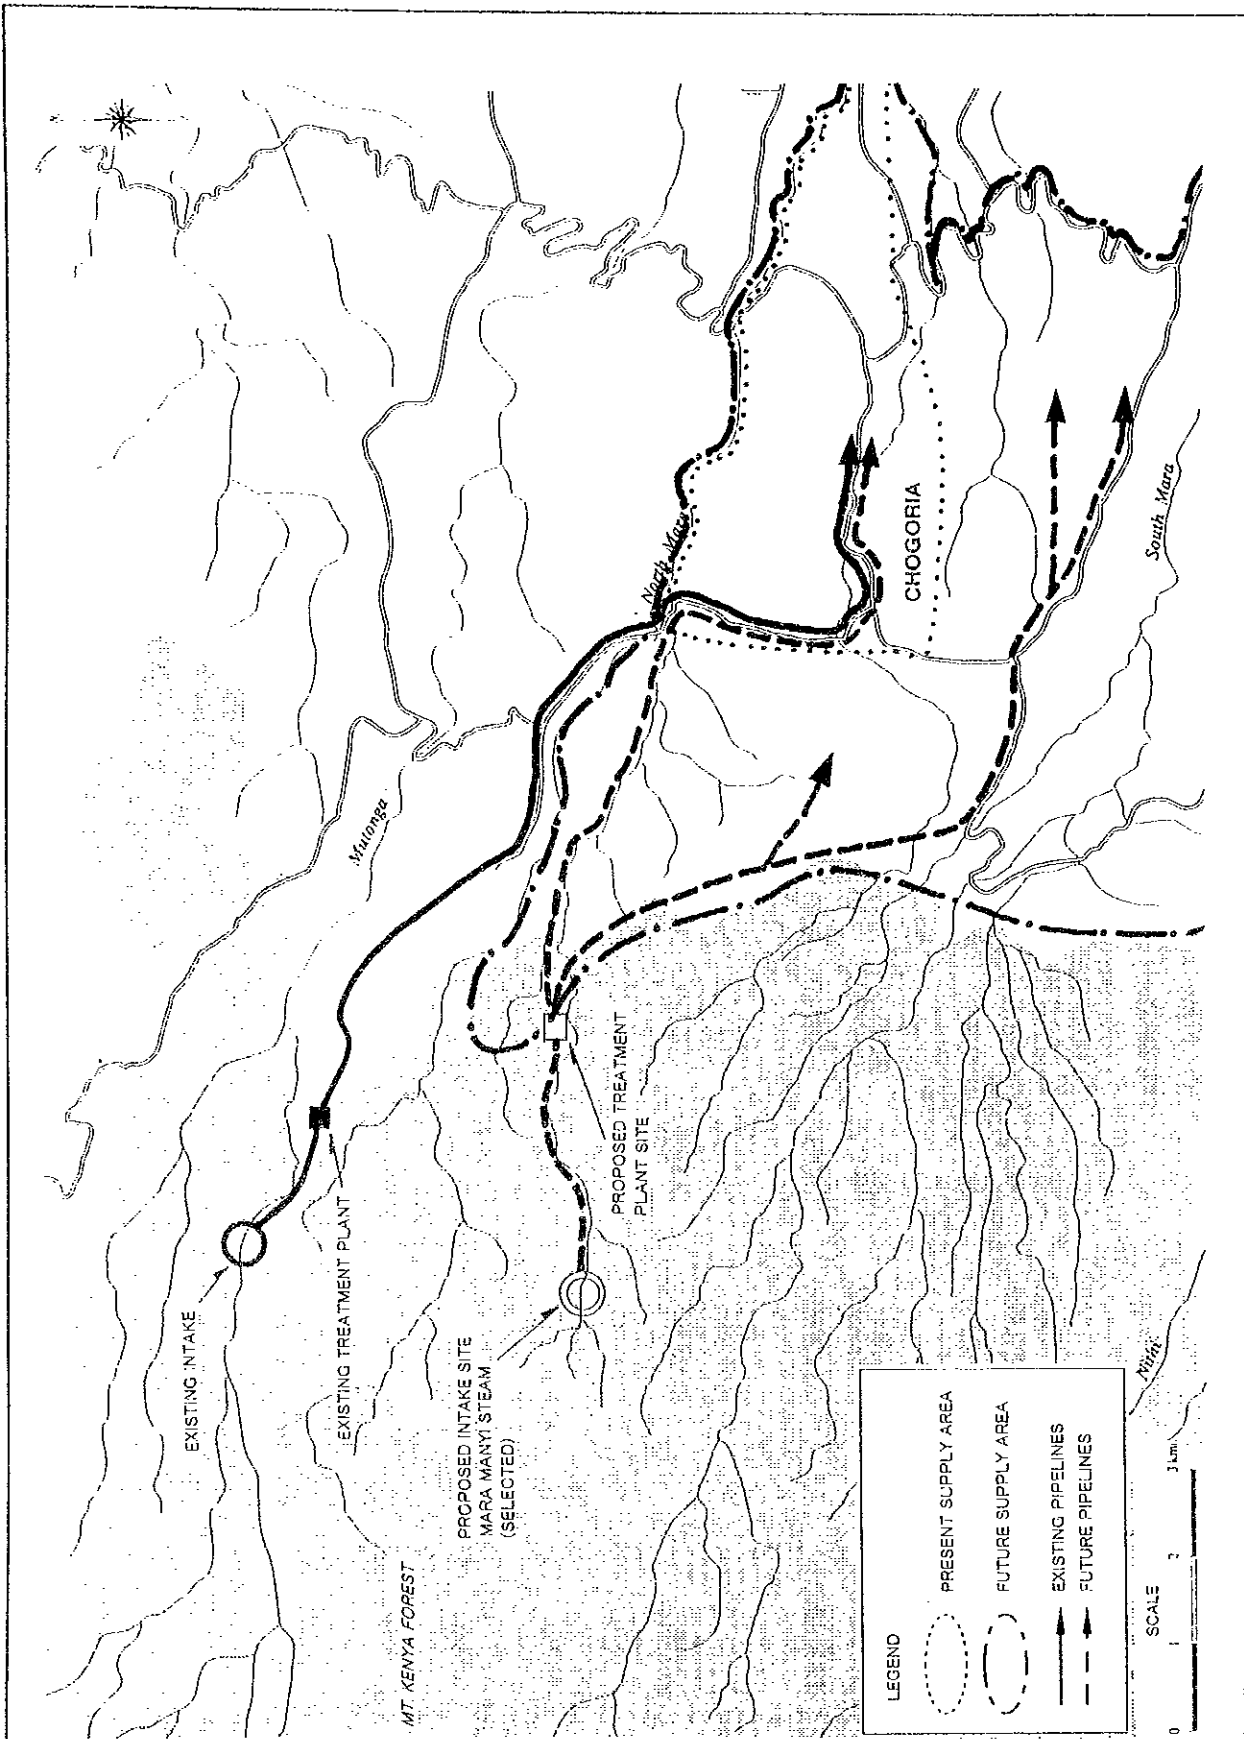 EXISTING INTAKE
EXISTING TREATMENT PLANT
MT KENYA FOREST
PROPOSED INTAKE SITE
MARA MANYI STEAM
(SELECTED)
PROPOSED TREATMENT
PLANT SITE
Mutonga
North Mara
CHOGORIA
South Mara
Nithi
LEGEND
PRESENT SUPPLY AREA
FUTURE SUPPLY AREA
EXISTING PIPELINES
FUTURE PIPELINES
SCALE
0 1 2 3 km